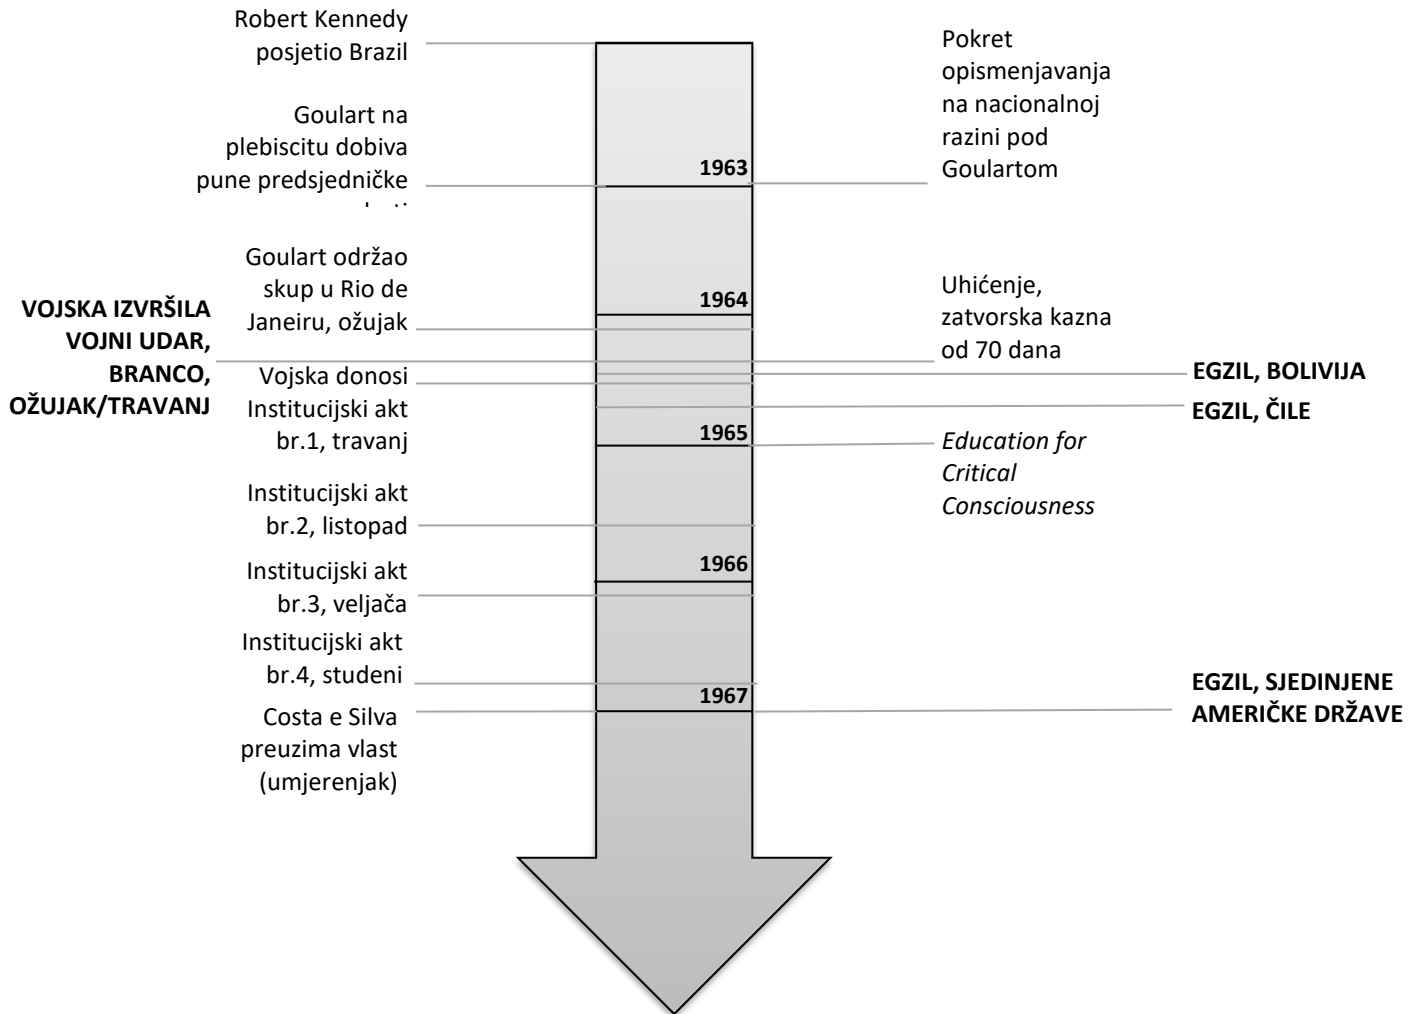 Robert Kennedy
posjetio Brazil
Goulart na
plebiscitu dobiva
pune predsjedničke
Goulart održao
skup u Rio de
Janeiru, ožujak
VOJSKA IZVRŠILA
VOJNI UDAR,
BRANCO,
OŽUJAK/TRAVANJ
Vojska donosi
Institucijski akt
br.1, travanj
Institucijski akt
br.2, listopad
Institucijski akt
br.3, veljača
Institucijski akt
br.4, studeni
Costa e Silva
preuzima vlast
(umjerenjak)
1963
1964
1965
1966
1967
Pokret
opismenjavanja
na nacionalnoj
razini pod
Goulartom
Uhićenje,
zatvorska kazna
od 70 dana
Education for
Critical
Consciousness
EGZIL, BOLIVIJA
EGZIL, ČILE
EGZIL, SJEDINJENE
AMERIČKE DRŽAVE